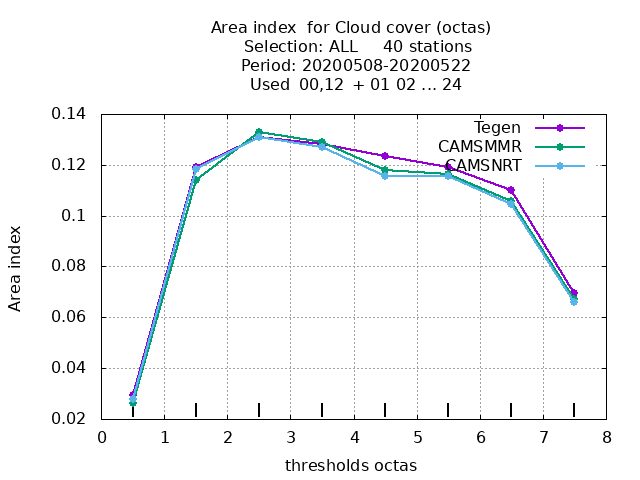 Area index  for Cloud cover (octas)
Selection: ALL     40 stations
Period: 20200508-20200522
Used  00,12  + 01 02 ... 24
Tegen
CAMSMMR
CAMSNRT
Area index
0.14
0.12
0.1
0.08
0.06
0.04
0.02
0 1 2 3 4 5 6 7 8
thresholds octas